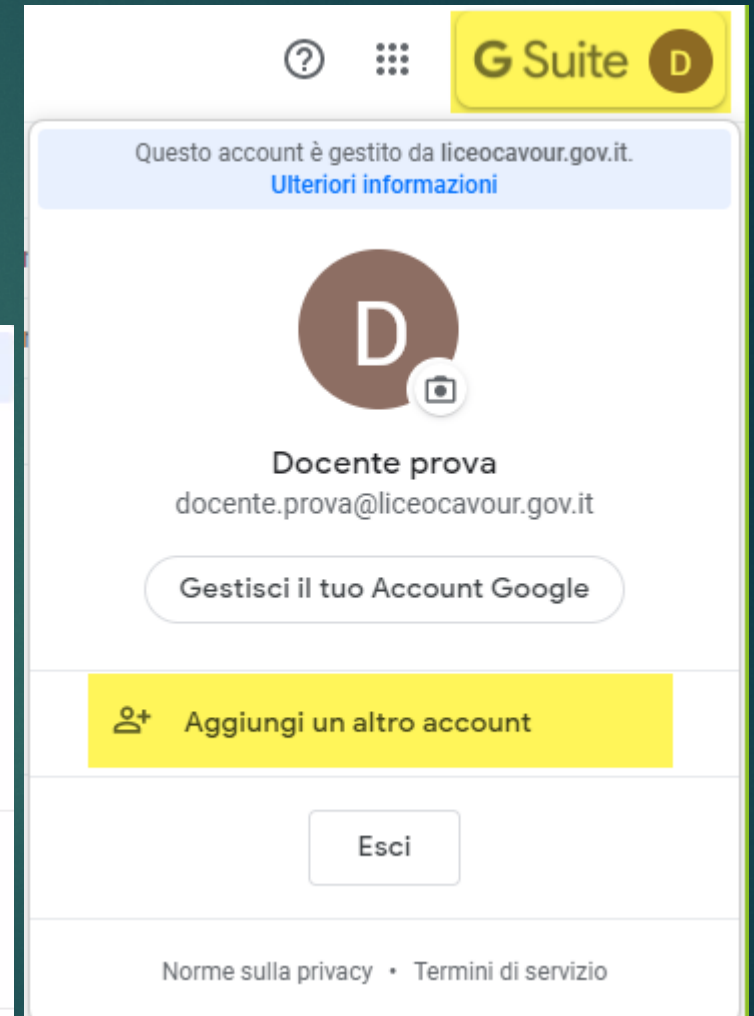 G Suite D
Questo account è gestito da liceocavour.gov.it.
Ulteriori informazioni
D
Docente prova
docente.prova@liceocavour.gov.it
Gestisci il tuo Account Google
Aggiungi un altro account
Esci
Norme sulla privacy • Termini di servizio